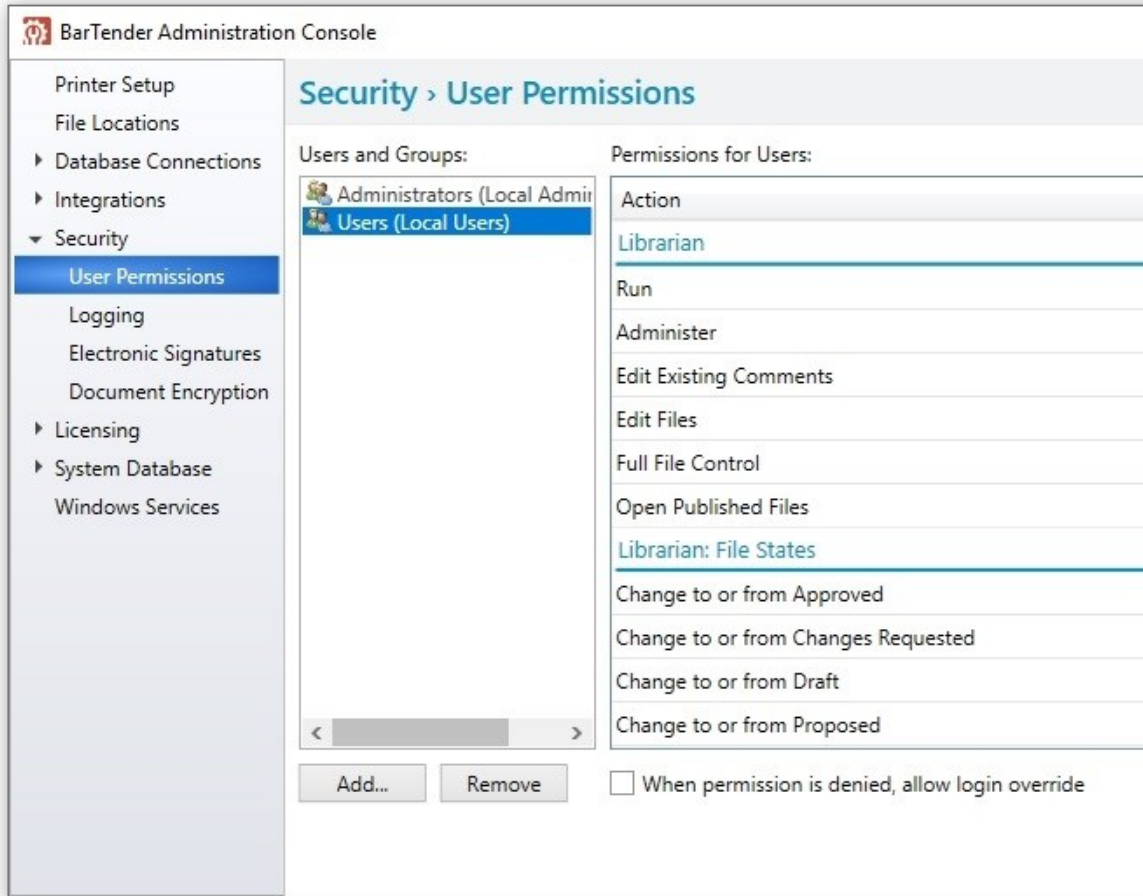 BarTender Administration Console
Printer Setup
File Locations
Database Connections
Integrations
Security
User Permissions
Logging
Electronic Signatures
Document Encryption
Licensing
System Database
Windows Services
Security › User Permissions
Users and Groups:
Administrators (Local Admir
Users (Local Users)
Add...
Remove
Permissions for Users:
Action
Librarian
Run
Administer
Edit Existing Comments
Edit Files
Full File Control
Open Published Files
Librarian: File States
Change to or from Approved
Change to or from Changes Requested
Change to or from Draft
Change to or from Proposed
When permission is denied, allow login override